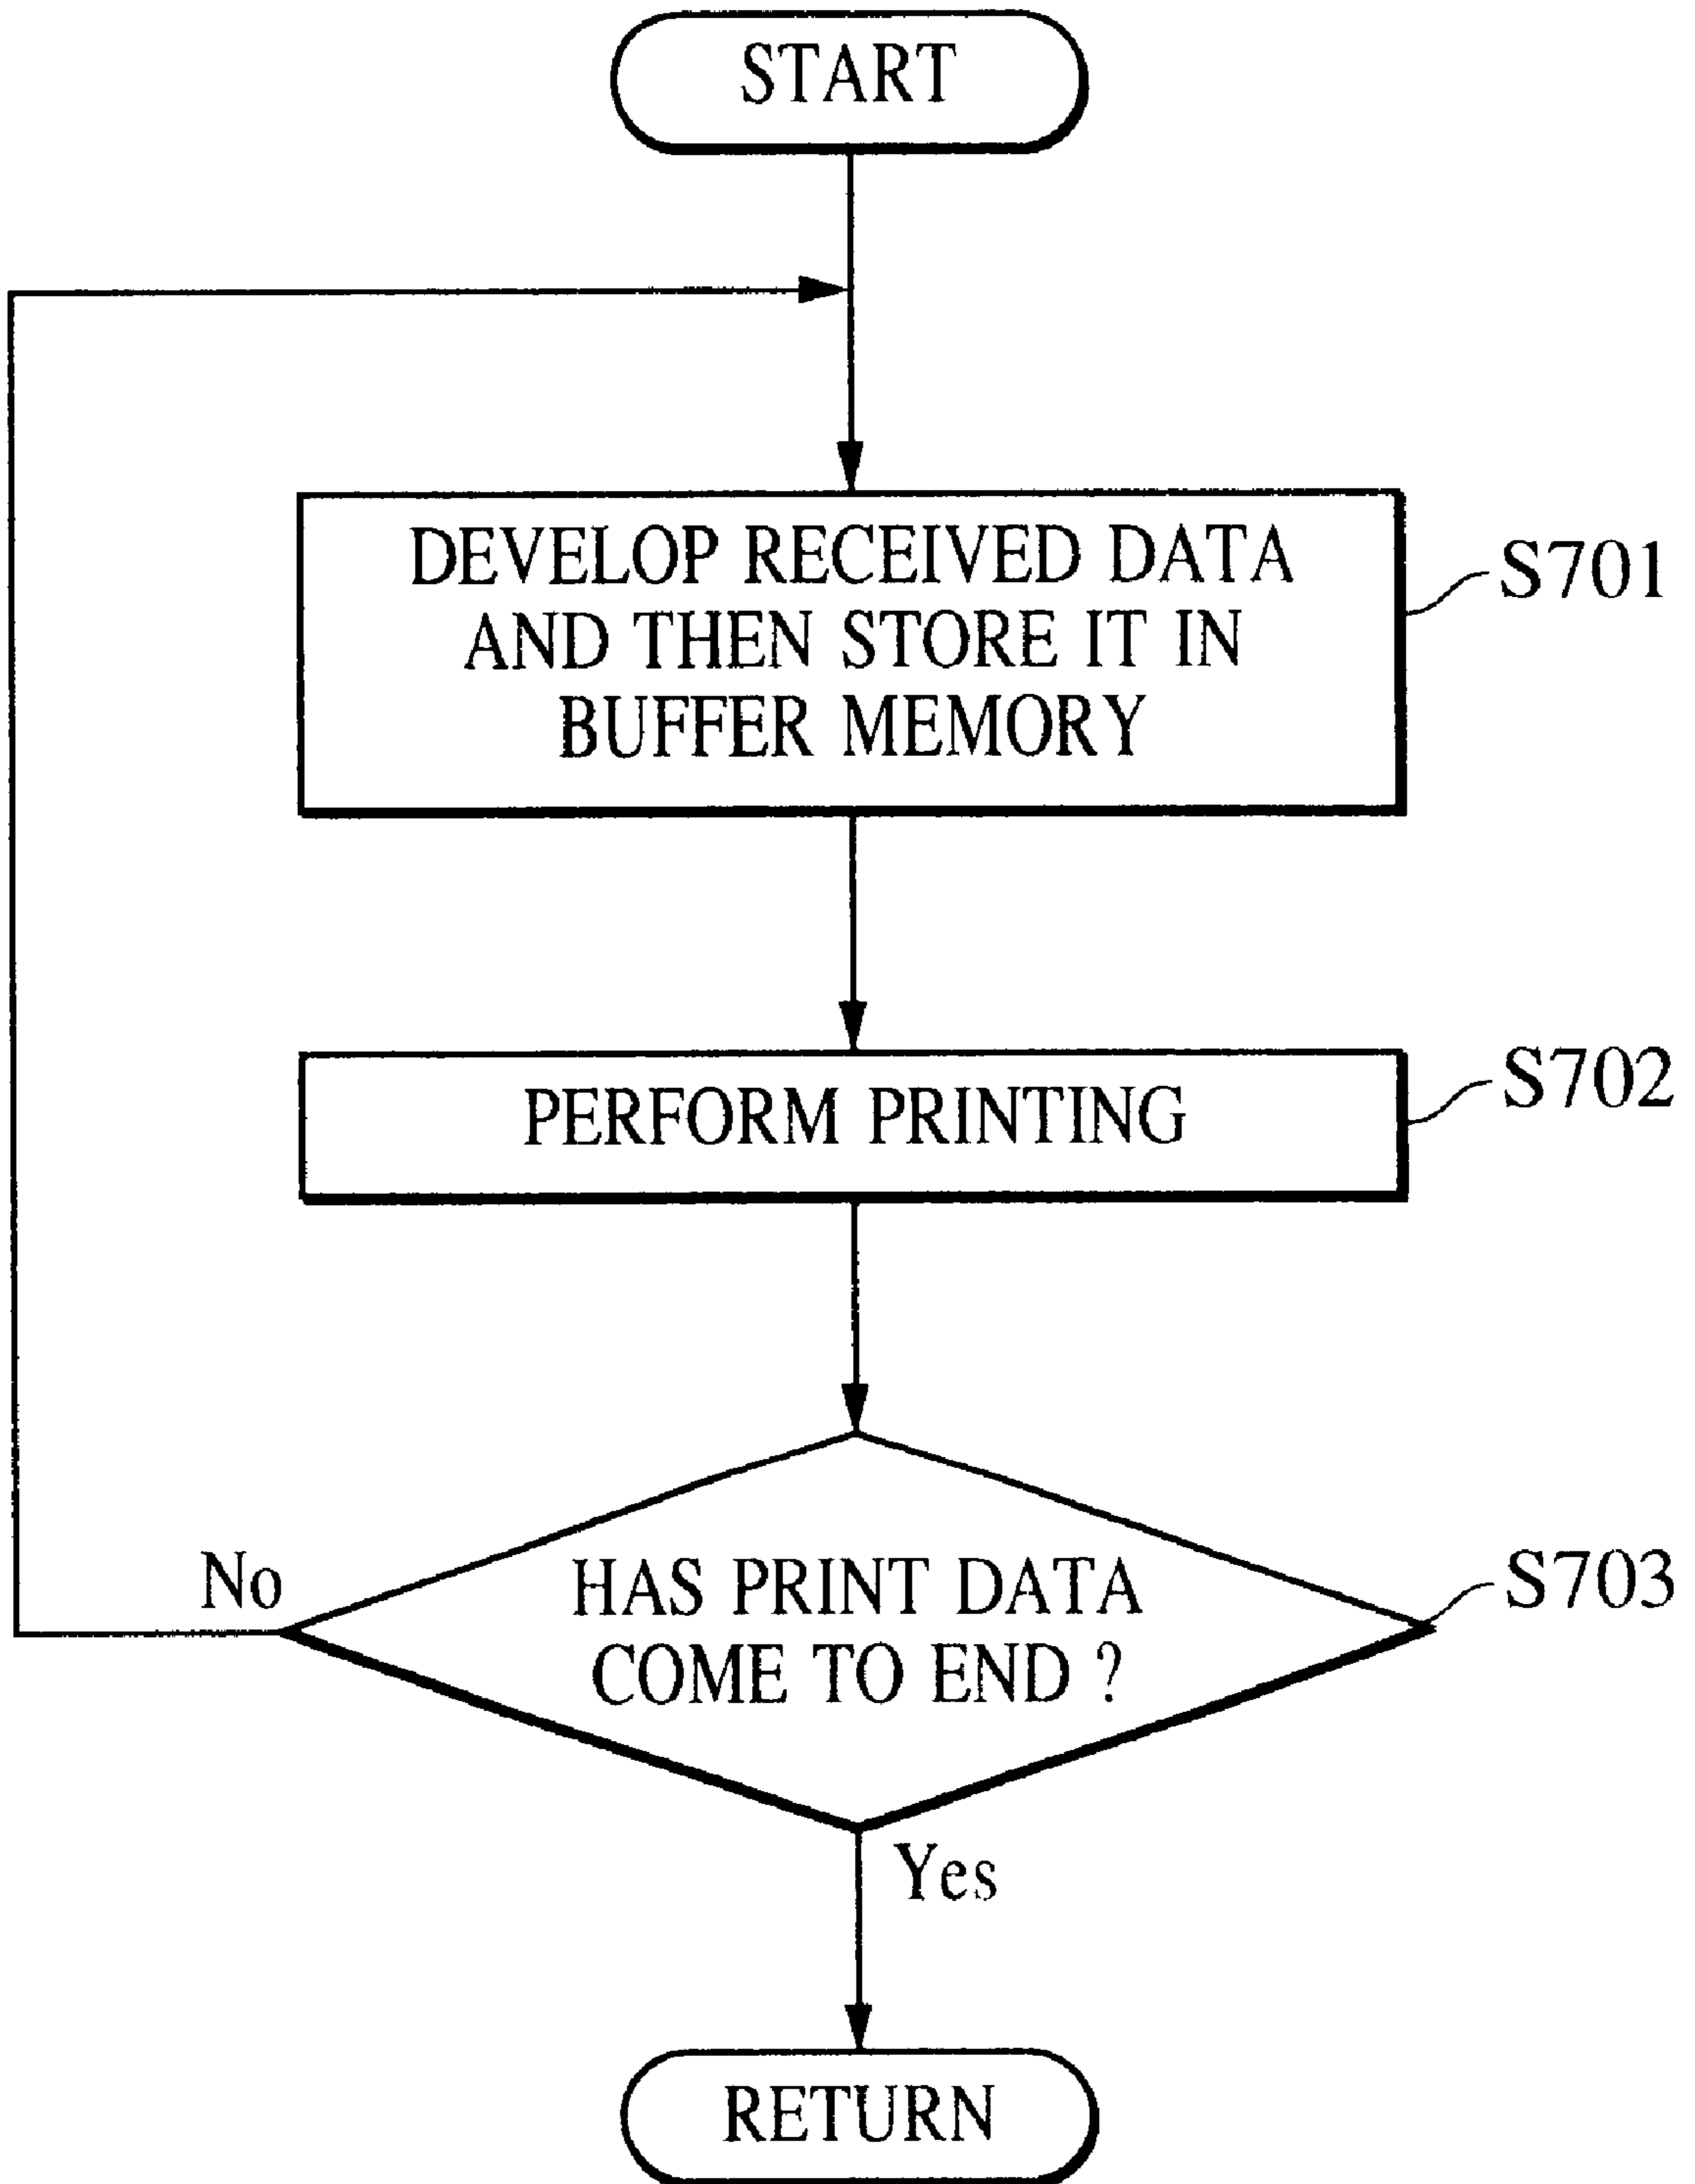 START
DEVELOP RECEIVED DATA
AND THEN STORE IT IN
BUFFER MEMORY
S701
PERFORM PRINTING
S702
HAS PRINT DATA
COME TO END ?
S703
No
Yes
RETURN